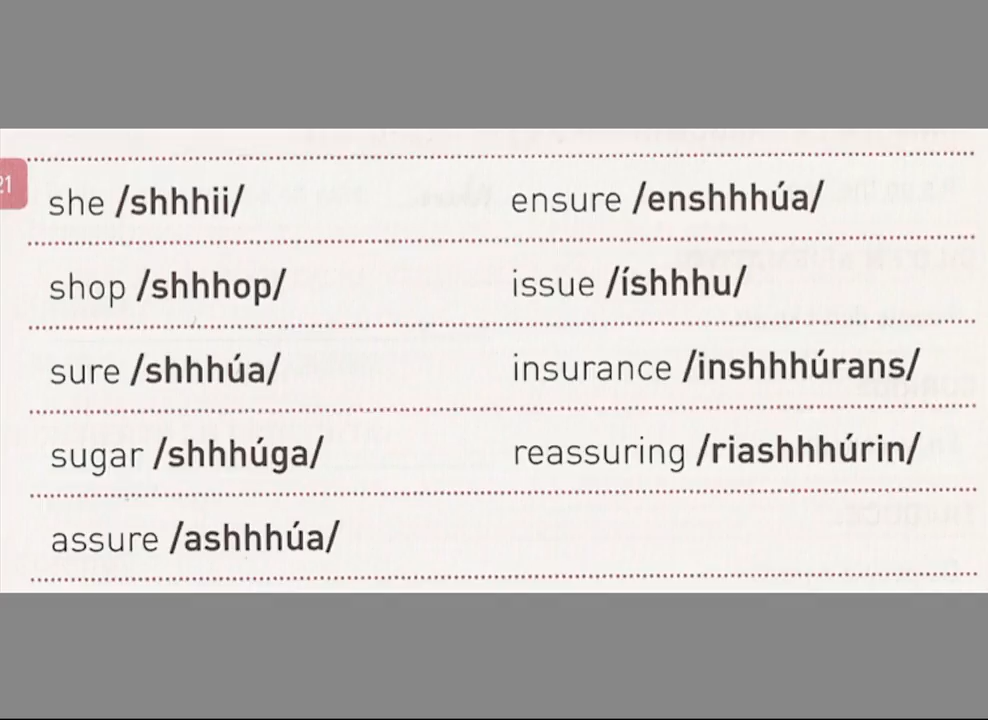 21
she /shhhii/
shop /shhhop/
sure /shhhúa/
sugar /shhhúga/
assure /ashhhúa/
ensure /enshhhúa/
issue /íshhhu/
insurance /inshhhúrans/
reassuring /riashhhúrin/